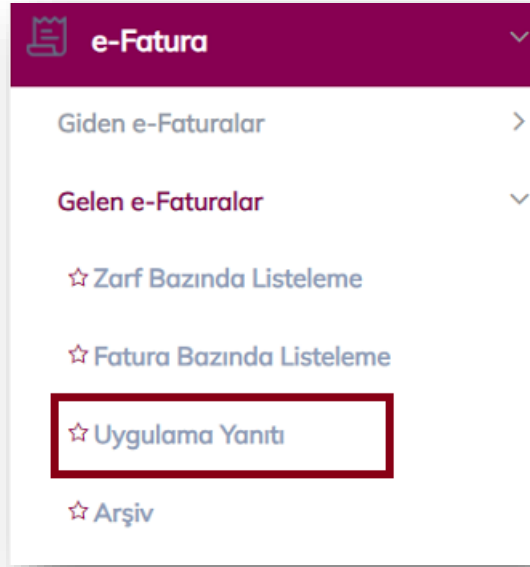 e-Fatura
Giden e-Faturalar
Gelen e-Faturalar
Zarf Bazında Listeleme
Fatura Bazında Listeleme
Uygulama Yanıtı
Arşiv